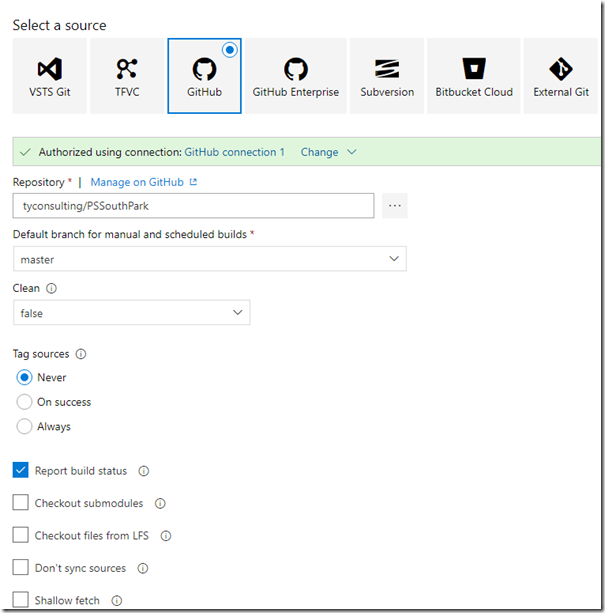 Select a source
VSTS Git
TFVC
GitHub
GitHub Enterprise
Subversion
Bitbucket Cloud
External Git
Authorized using connection: GitHub connection 1 Change
Repository * | Manage on GitHub
tyconsulting/PSSouthPark
...
Default branch for manual and scheduled builds *
master
Clean
false
Tag sources
Never
On success
Always
Report build status
Checkout submodules
Checkout files from LFS
Don't sync sources
Shallow fetch